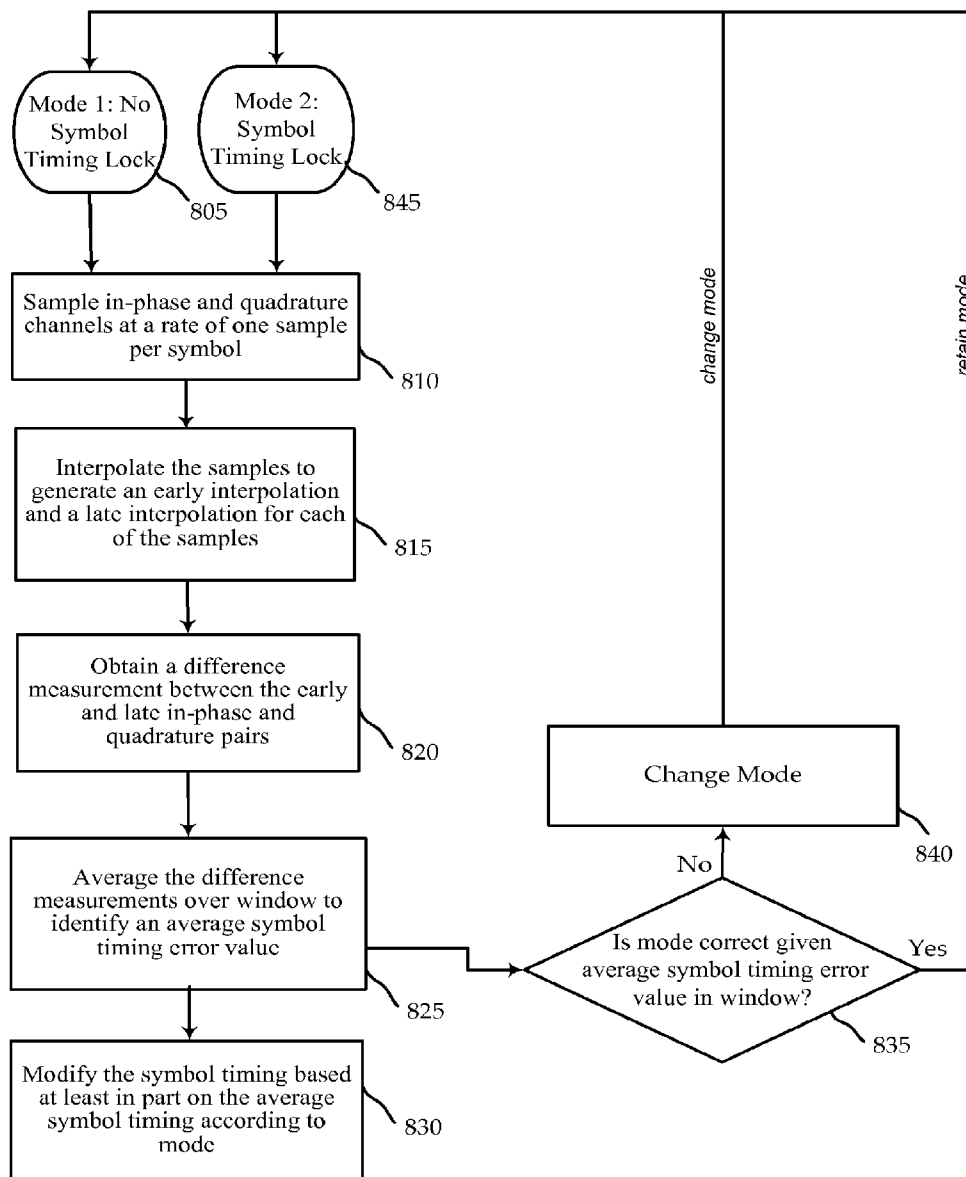 Mode 1: No
Symbol
Timing Lock
805
Mode 2:
Symbol
Timing Lock
845
Sample in-phase and quadrature
channels at a rate of one sample
per symbol
810
Interpolate the samples to
generate an early interpolation
and a late interpolation for each
of the samples
815
Obtain a difference
measurement between the early
and late in-phase and
quadrature pairs
820
Average the difference
measurements over window to
identify an average symbol
timing error value
825
Modify the symbol timing based
at least in part on the average
symbol timing according to
mode
830
Is mode correct given
average symbol timing error
value in window?
835
No
Yes
Change Mode
840
change mode
retain mode